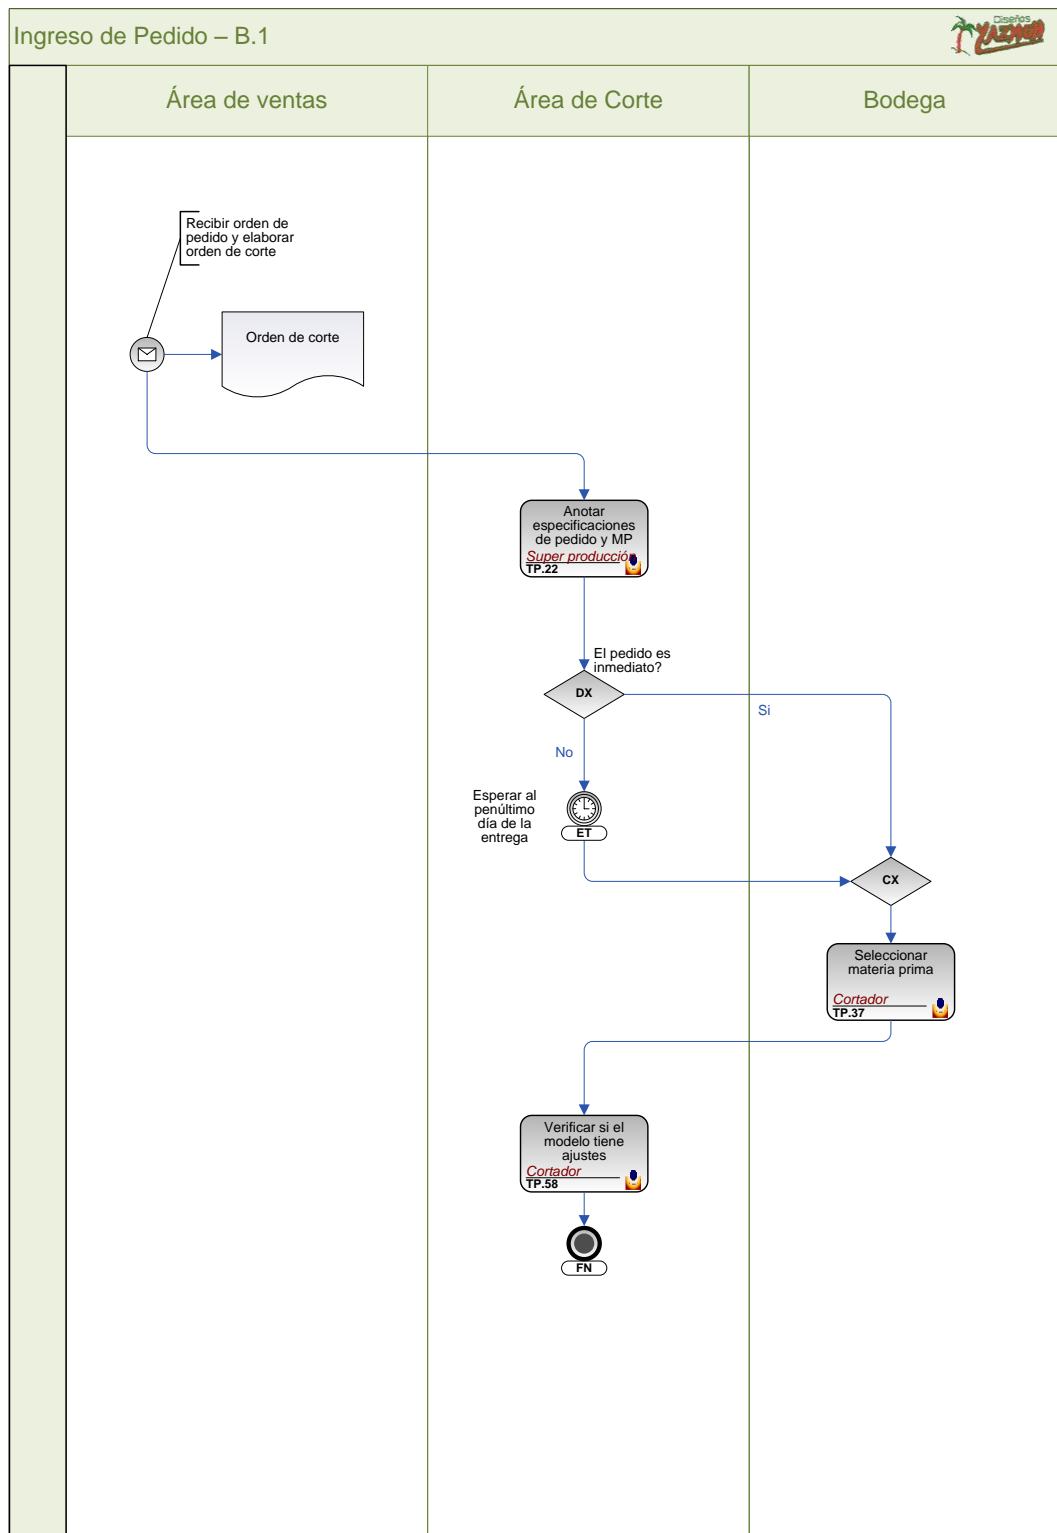 Ingreso de Pedido – B.1
Diseños
YAZMIN
Área de ventas
Área de Corte
Bodega
Recibir orden de
pedido y elaborar
orden de corte
Orden de corte
Anotar
especificaciones
de pedido y MP
Super producción
TP.22
El pedido es
inmediato?
DX
Si
No
Esperar al
penúltimo
día de la
entrega
ET
CX
Seleccionar
materia prima
Cortador
TP.37
Verificar si el
modelo tiene
ajustes
Cortador
TP.58
FN